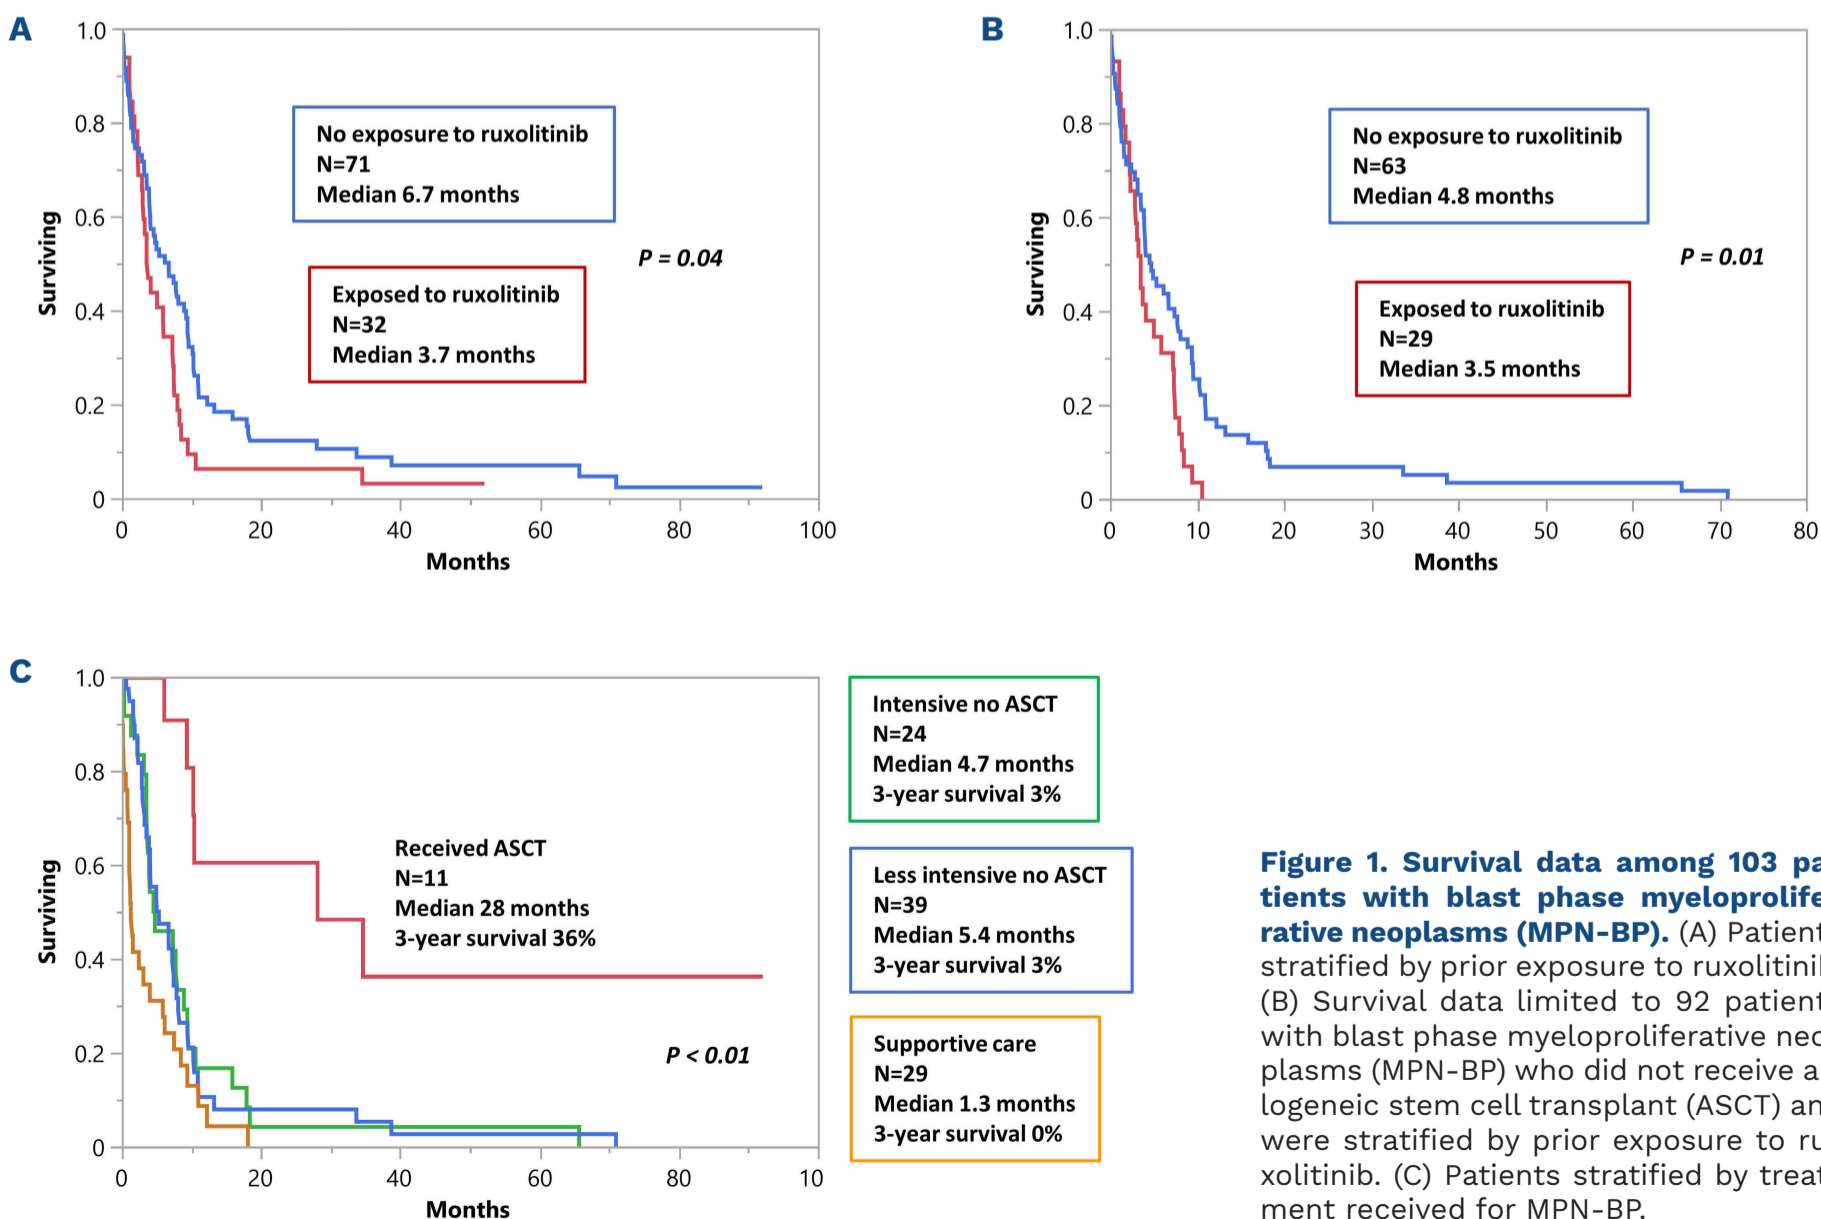 A
1.0
0.8
0.6
0.4
0.2
0
Surviving
No exposure to ruxolitinib
N=71
Median 6.7 months
P = 0.04
Exposed to ruxolitinib
N=32
Median 3.7 months
0 20 40 60 80 100
Months
B
1.0
0.8
0.6
0.4
0.2
0
Surviving
No exposure to ruxolitinib
N=63
Median 4.8 months
P = 0.01
Exposed to ruxolitinib
N=29
Median 3.5 months
0 10 20 30 40 50 60 70 80
Months
C
1.0
0.8
0.6
0.4
0.2
0
Surviving
Received ASCT
N=11
Median 28 months
3-year survival 36%
P < 0.01
0 20 40 60 80 10
Months
Intensive no ASCT
N=24
Median 4.7 months
3-year survival 3%
Less intensive no ASCT
N=39
Median 5.4 months
3-year survival 3%
Supportive care
N=29
Median 1.3 months
3-year survival 0%
Figure 1. Survival data among 103 pa
tients with blast phase myeloprolife
rative neoplasms (MPN-BP). (A) Patient
stratified by prior exposure to ruxolitini
(B) Survival data limited to 92 patient
with blast phase myeloproliferative neo
plasms (MPN-BP) who did not receive a
logeneic stem cell transplant (ASCT) an
were stratified by prior exposure to ru
xolitinib. (C) Patients stratified by treat
ment received for MPN-BP.